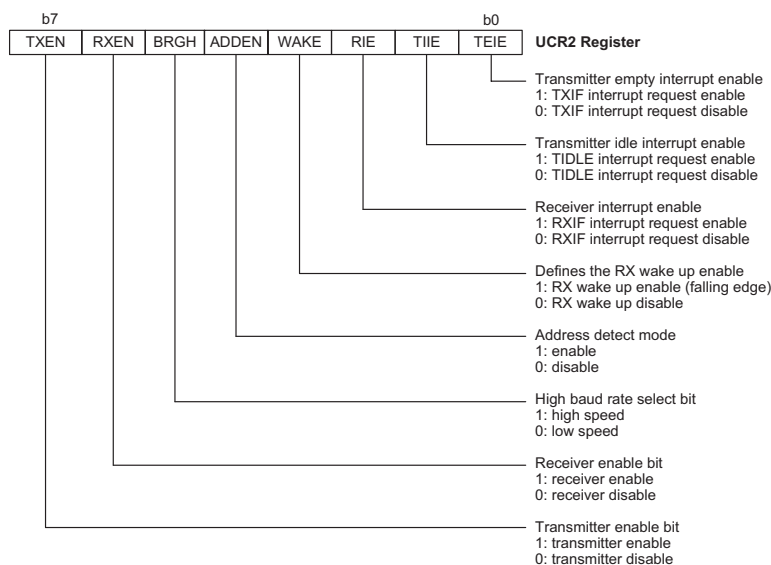 b7 b0
TXEN RXEN BRGH ADDEN WAKE RIE TIIE TEIE UCR2 Register
Transmitter empty interrupt enable
1: TXIF interrupt request enable
0: TXIF interrupt request disable
Transmitter idle interrupt enable
1: TIDLE interrupt request enable
0: TIDLE interrupt request disable
Receiver interrupt enable
1: RXIF interrupt request enable
0: RXIF interrupt request disable
Defines the RX wake up enable
1: RX wake up enable (falling edge)
0: RX wake up disable
Address detect mode
1: enable
0: disable
High baud rate select bit
1: high speed
0: low speed
Receiver enable bit
1: receiver enable
0: receiver disable
Transmitter enable bit
1: transmitter enable
0: transmitter disable